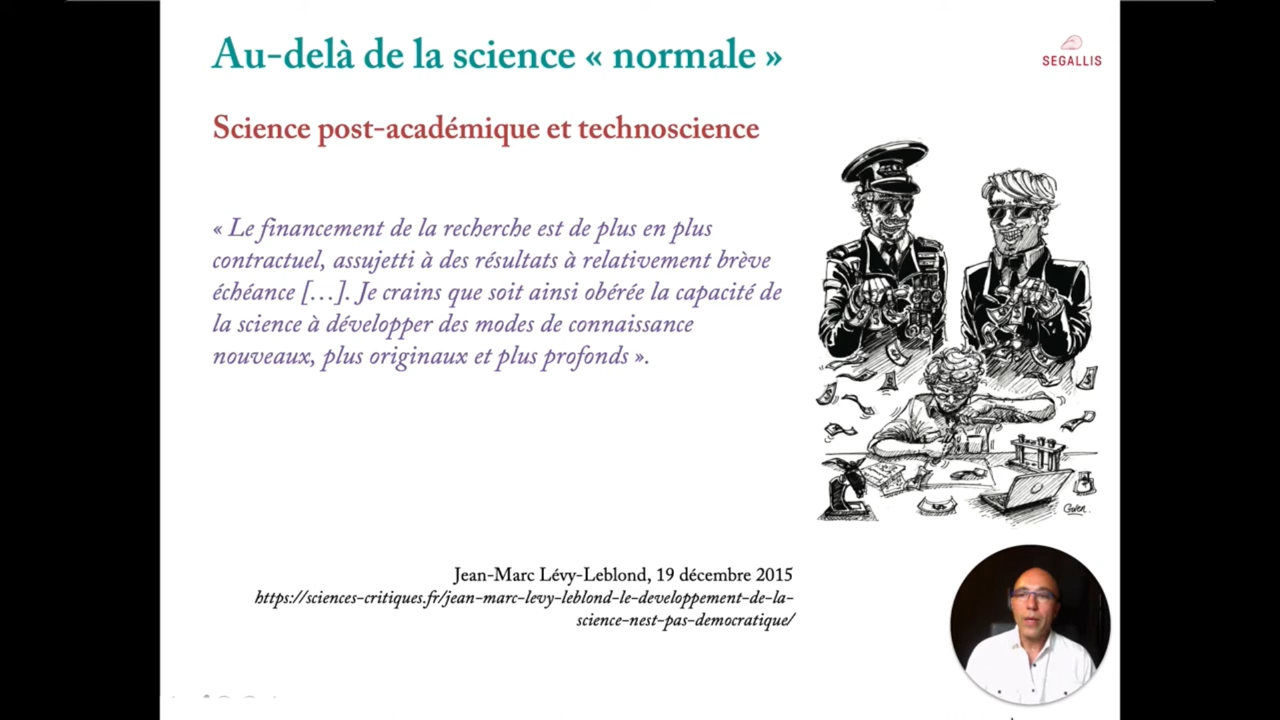 Au-delà de la science « normale »
SEGALLIS
Science post-académique et technoscience
« Le financement de la recherche est de plus en plus
contractuel, assujetti à des résultats à relativement brève
échéance […]. Je crains que soit ainsi obérée la capacité de
la science à développer des modes de connaissance
nouveaux, plus originaux et plus profonds ».
Jean-Marc Lévy-Leblond, 19 décembre 2015
https://sciences-critiques.fr/jean-marc-levy-leblond-le-developpement-de-la-
science-nest-pas-democratique/